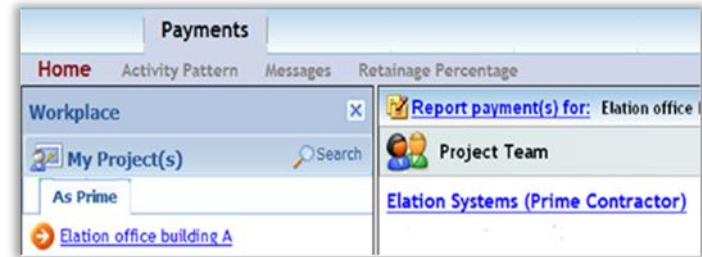 Payments
Home Activity Pattern Messages Retainage Percentage
Workplace
My Project(s) Search
As Prime
Elation office building A
Report payment(s) for: Elation office
Project Team
Elation Systems (Prime Contractor)